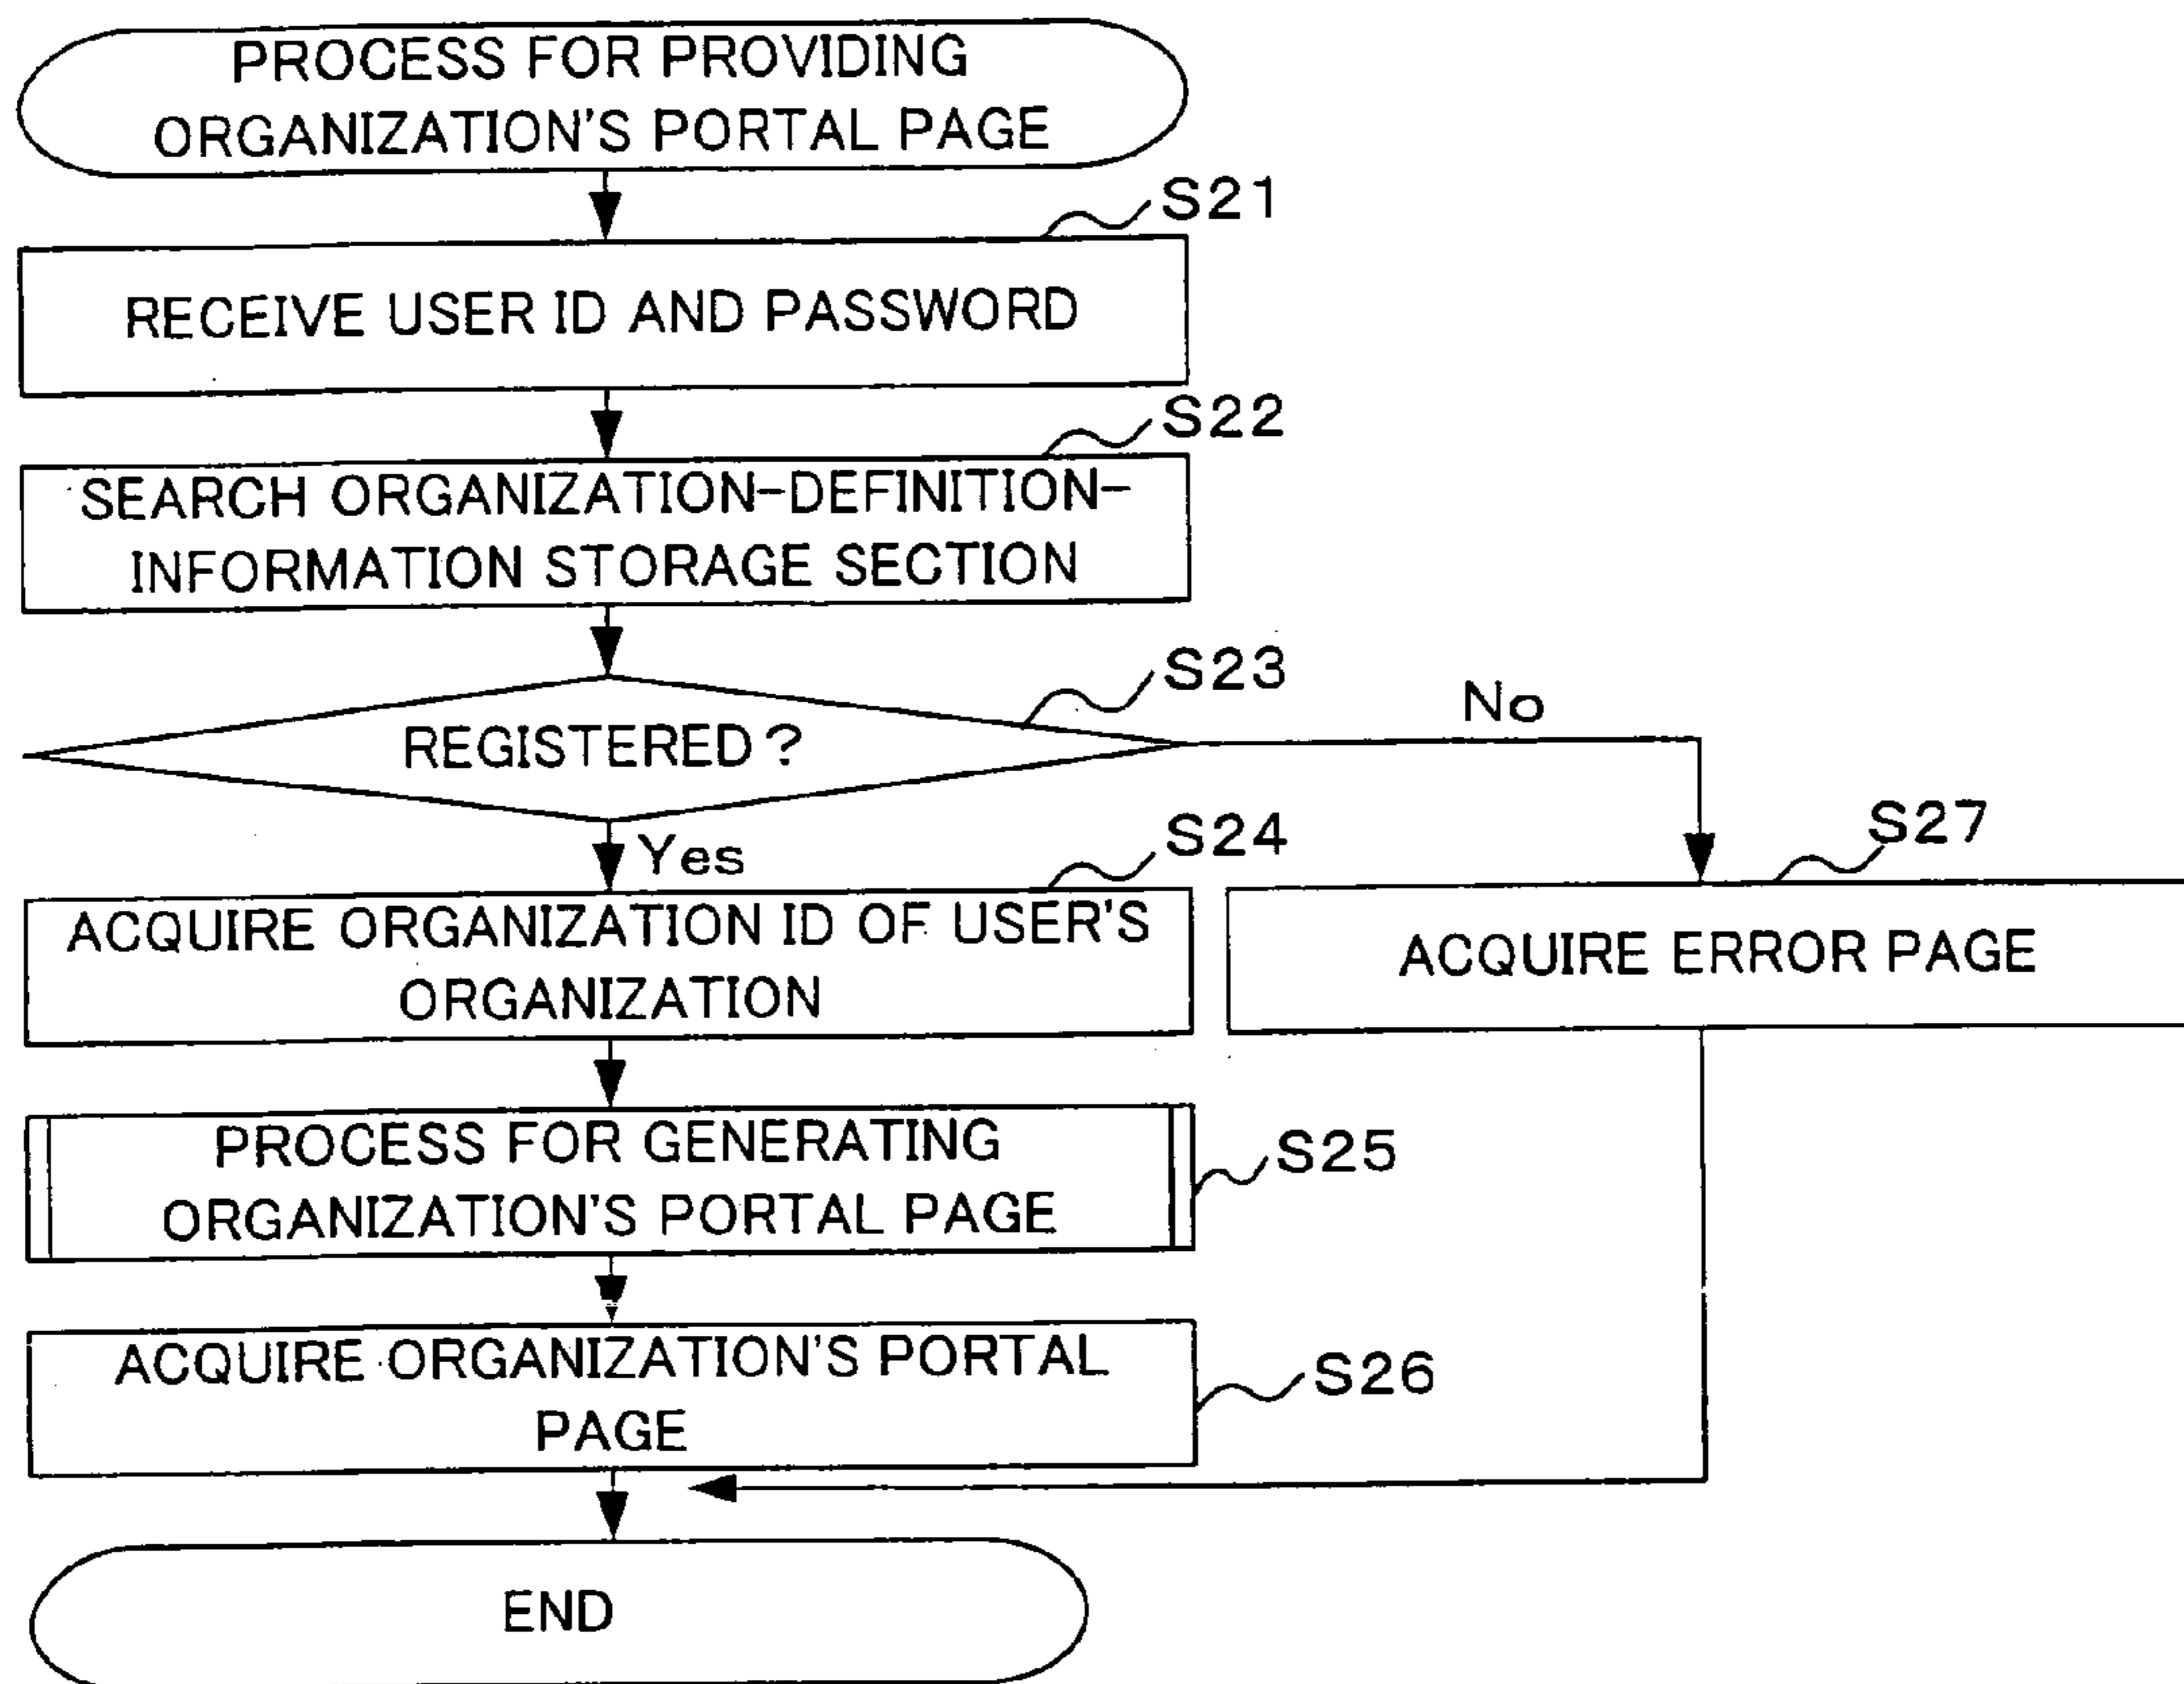 PROCESS FOR PROVIDING
ORGANIZATION'S PORTAL PAGE
S21
RECEIVE USER ID AND PASSWORD
S22
SEARCH ORGANIZATION-DEFINITION-
INFORMATION STORAGE SECTION
S23
REGISTERED?
No
Yes
S24
ACQUIRE ORGANIZATION ID OF USER'S
ORGANIZATION
S27
ACQUIRE ERROR PAGE
PROCESS FOR GENERATING
ORGANIZATION'S PORTAL PAGE
S25
ACQUIRE ORGANIZATION'S PORTAL
PAGE
S26
END